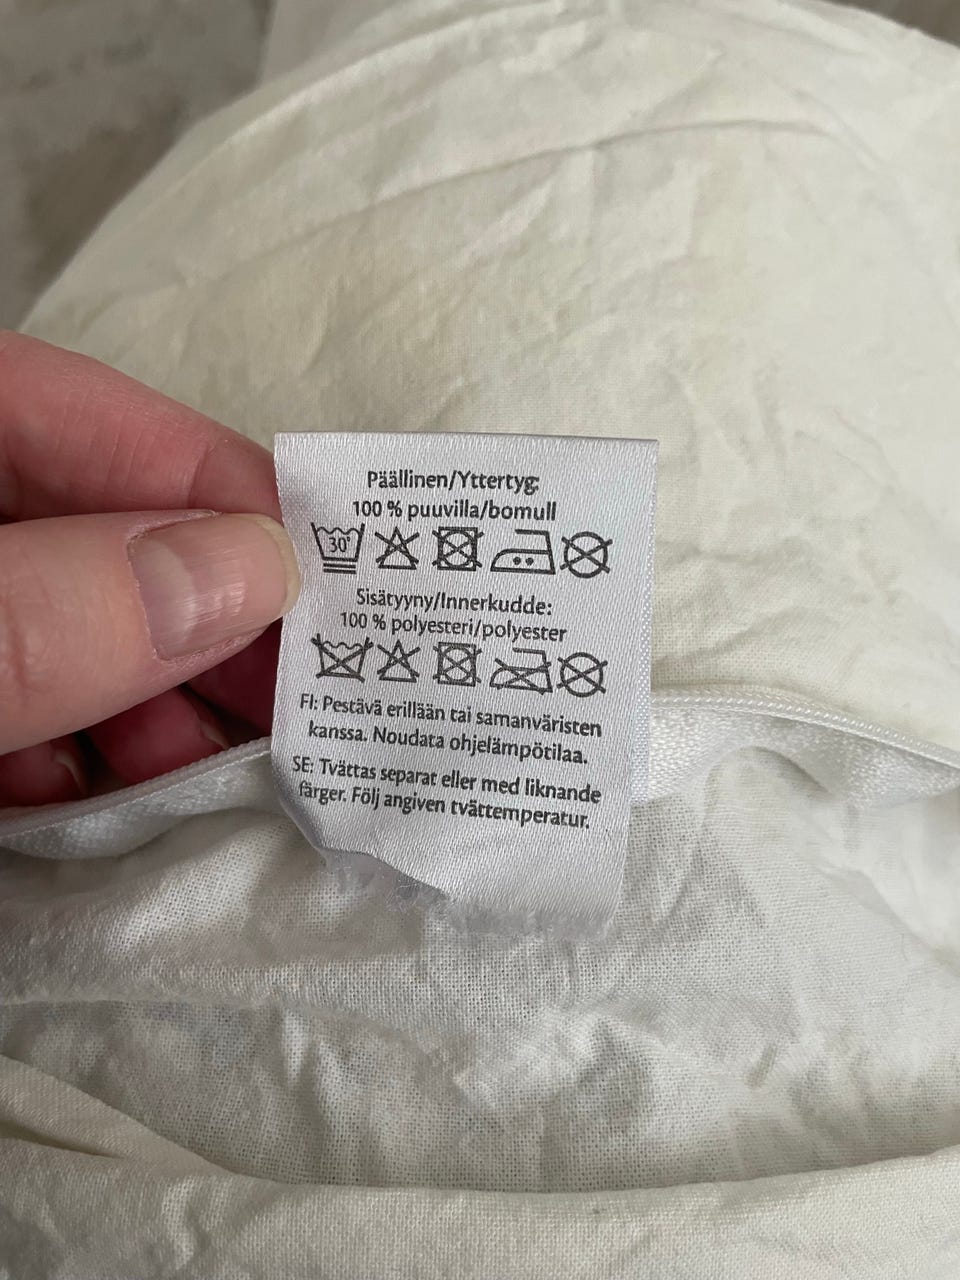 Päällinen/Yttertyg:
100 % puuvilla/bomull
30°
Sisätyyny/Innerkudde:
100 % polyesteri/polyester
FI: Pestävä erillään tai samanväristen
kanssa. Noudata ohjelämpötilaa.
SE: Tvättas separat eller med liknande
färger. Följ angiven tvättemperatur.